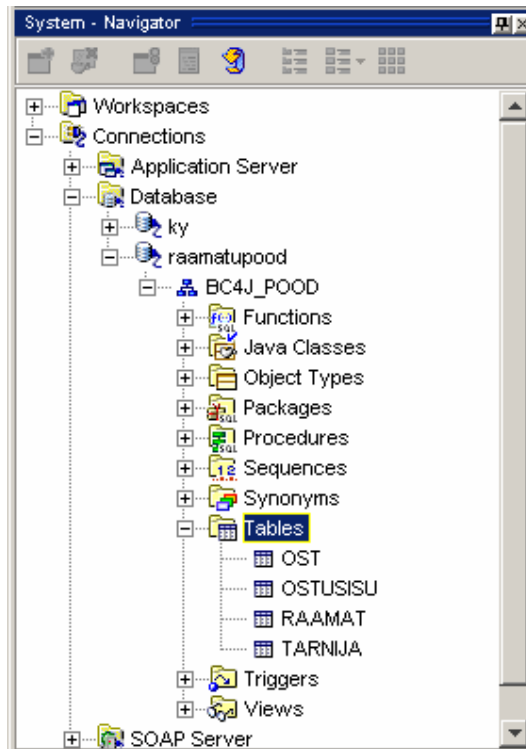 System - Navigator
Workspaces
Connections
Application Server
Database
ky
raamatupood
BC4J_POOD
Functions
Java Classes
Object Types
Packages
Procedures
Sequences
Synonyms
Tables
OST
OSTUSISU
RAAMAT
TARNIJA
Triggers
Views
SOAP Server